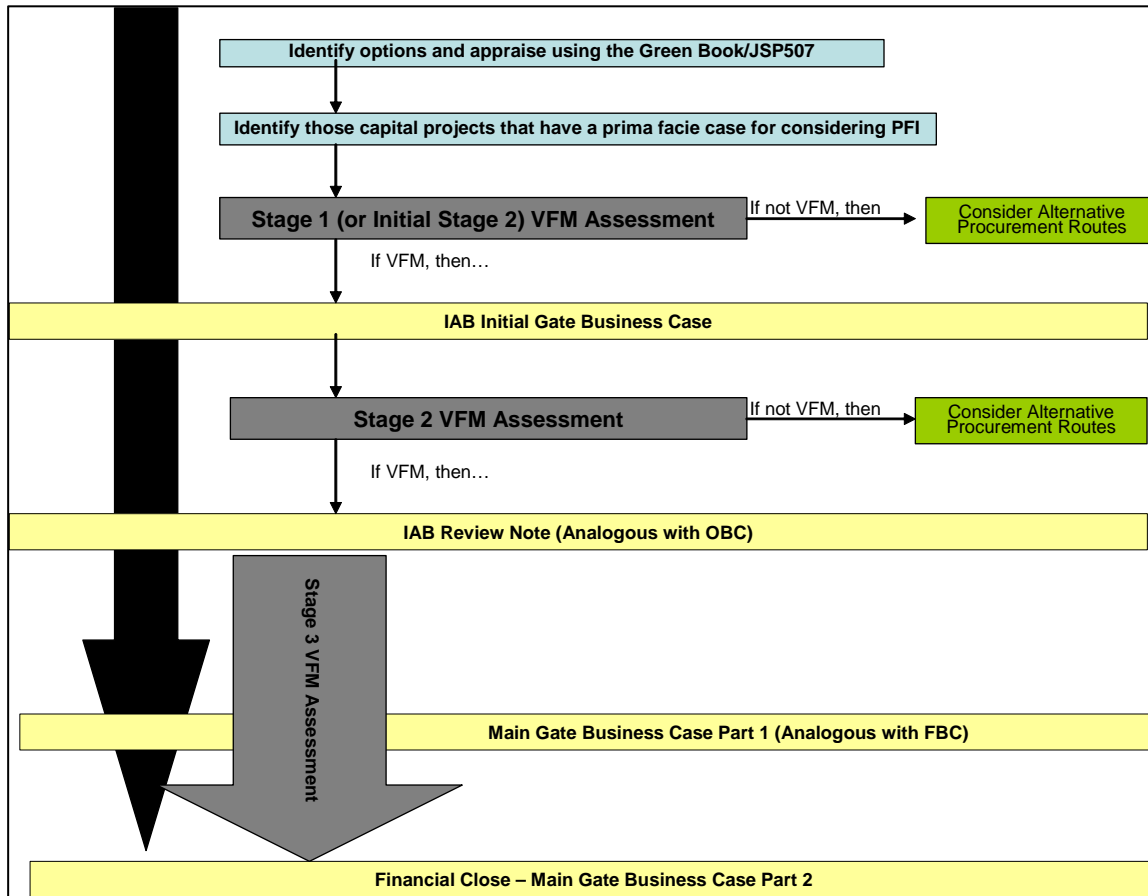 Identify options and appraise using the Green Book/JSP507
Identify those capital projects that have a prima facie case for considering PFI
Stage 1 (or Initial Stage 2) VFM Assessment
If not VFM, then
Consider Alternative
Procurement Routes
If VFM, then…
IAB Initial Gate Business Case
Stage 2 VFM Assessment
If not VFM, then
Consider Alternative
Procurement Routes
If VFM, then…
IAB Review Note (Analogous with OBC)
Stage 3 VFM Assessment
Main Gate Business Case Part 1 (Analogous with FBC)
Financial Close – Main Gate Business Case Part 2